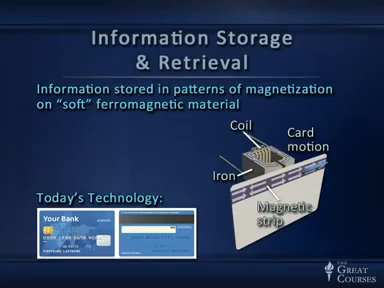 Information Storage
& Retrieval
Information stored in patterns of magnetization
on “soft” ferromagnetic material
Coil
Card
motion
Iron
Magnetic
strip
Today’s Technology:
Your Bank
THE
GREAT
COURSES